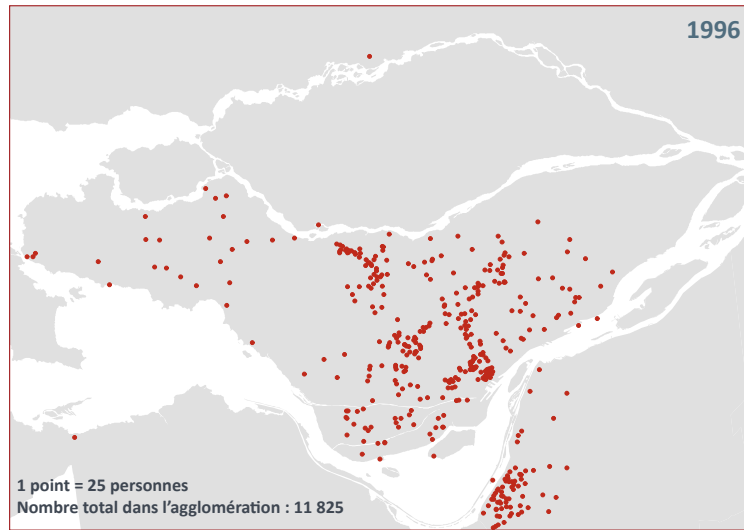 1996
1 point = 25 personnes
Nombre total dans l'agglomération : 11 825